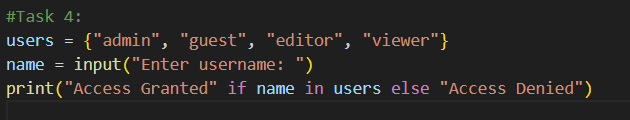 #Task 4:
users = {"admin", "guest", "editor", "viewer"}
name = input("Enter username: ")
print("Access Granted" if name in users else "Access Denied")